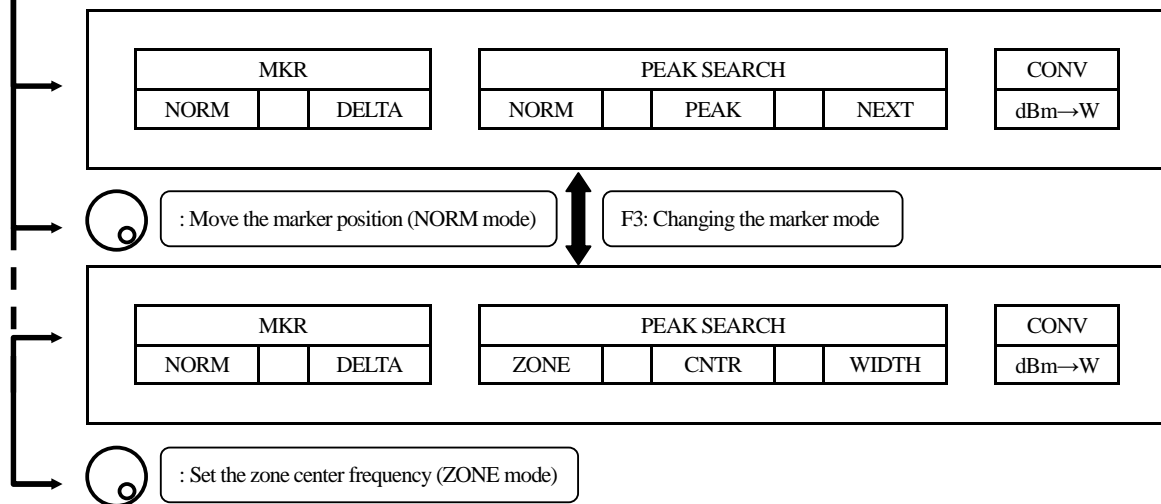 MKR PEAK SEARCH CONV
NORM DELTA NORM PEAK NEXT dBm→W
: Move the marker position (NORM mode) F3: Changing the marker mode
MKR PEAK SEARCH CONV
NORM DELTA ZONE CNTR WIDTH dBm→W
: Set the zone center frequency (ZONE mode)